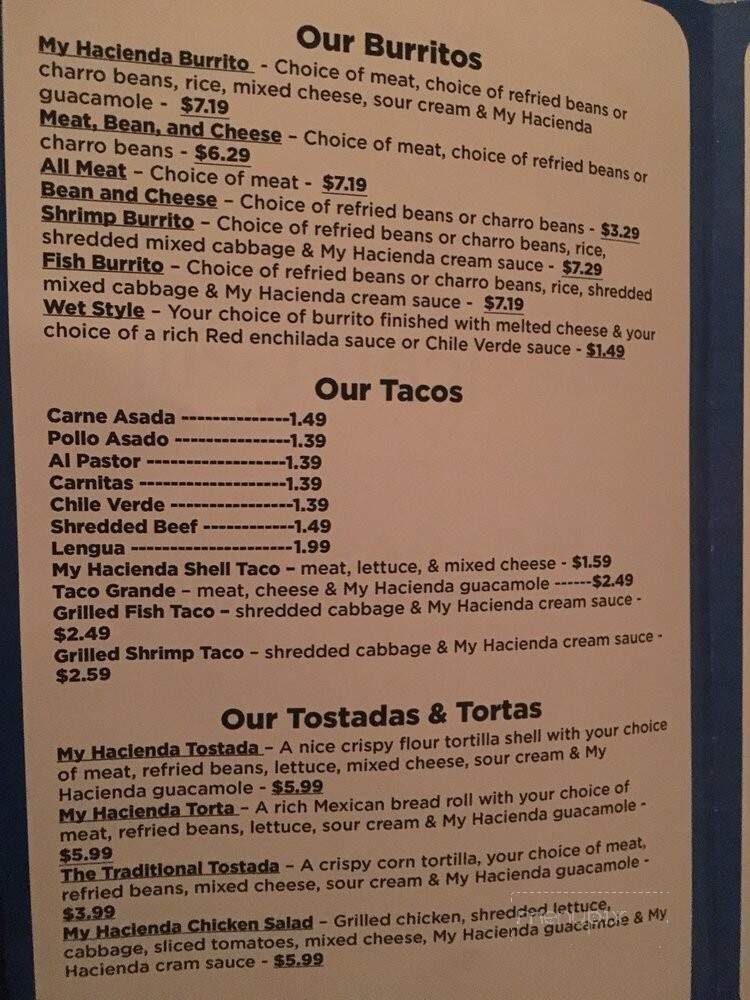 Our Burritos
My Hacienda Burrito - Choice of meat, choice of refried beans or
charro beans, rice, mixed cheese, sour cream & My Hacienda
guacamole - $7.19
Meat, Bean, and Cheese – Choice of meat, choice of refried beans or
charro beans - $6.29
All Meat – Choice of meat - $7.19
Bean and Cheese – Choice of refried beans or charro beans - $3.29
Shrimp Burrito – Choice of refried beans or charro beans, rice,
shredded mixed cabbage & My Hacienda cream sauce - $7.29
Fish Burrito – Choice of refried beans or charro beans, rice, shredded
mixed cabbage & My Hacienda cream sauce - $7.19
Wet Style – Your choice of burrito finished with melted cheese & your
choice of a rich Red enchilada sauce or Chile Verde sauce - $1.49
Our Tacos
Carne Asada --------------1.49
Pollo Asado ---------------1.39
Al Pastor ------------------1.39
Carnitas -------------------1.39
Chile Verde ----------------1.39
Shredded Beef ------------1.49
Lengua ---------------------1.99
My Hacienda Shell Taco – meat, lettuce, & mixed cheese - $1.59
Taco Grande – meat, cheese & My Hacienda guacamole ------$2.49
Grilled Fish Taco – shredded cabbage & My Hacienda cream sauce -
$2.49
Grilled Shrimp Taco – shredded cabbage & My Hacienda cream sauce -
$2.59
Our Tostadas & Tortas
My Hacienda Tostada – A nice crispy flour tortilla shell with your choice
of meat, refried beans, lettuce, mixed cheese, sour cream & My
Hacienda guacamole - $5.99
My Hacienda Torta – A rich Mexican bread roll with your choice of
meat, refried beans, lettuce, sour cream & My Hacienda guacamole -
$5.99
The Traditional Tostada – A crispy corn tortilla, your choice of meat,
refried beans, mixed cheese, sour cream & My Hacienda guacamole -
$3.99
My Hacienda Chicken Salad – Grilled chicken, shredded lettuce,
cabbage, sliced tomatoes, mixed cheese, My Hacienda guacamole & My
Hacienda cram sauce - $5.99
menupix